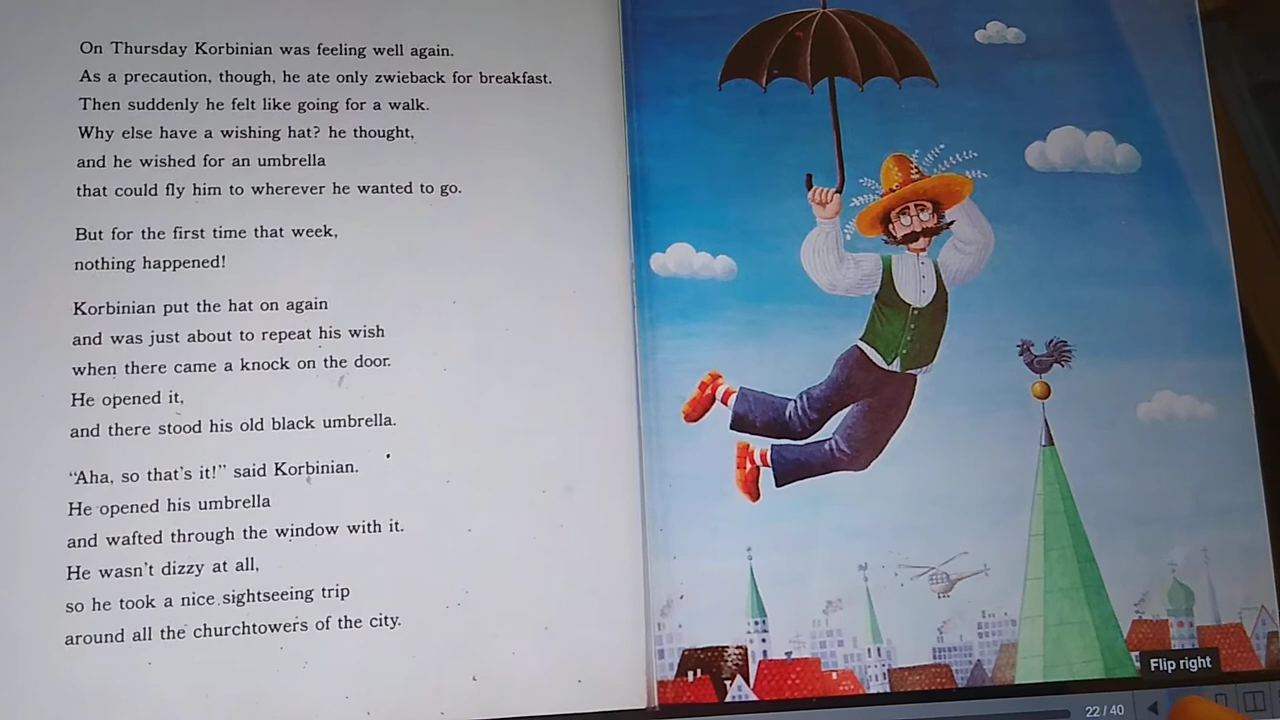 On Thursday Korbinian was feeling well again.
As a precaution, though, he ate only zwieback for breakfast.
Then suddenly he felt like going for a walk.
Why else have a wishing hat? he thought,
and he wished for an umbrella
that could fly him to wherever he wanted to go.
But for the first time that week,
nothing happened!
Korbinian put the hat on again
and was just about to repeat his wish
when there came a knock on the door.
He opened it,
and there stood his old black umbrella.
“Aha, so that's it!” said Korbinian.
He opened his umbrella
and wafted through the window with it.
He wasn't dizzy at all,
so he took a nice sightseeing trip
around all the churchtowers of the city.
Flip right
22 / 40